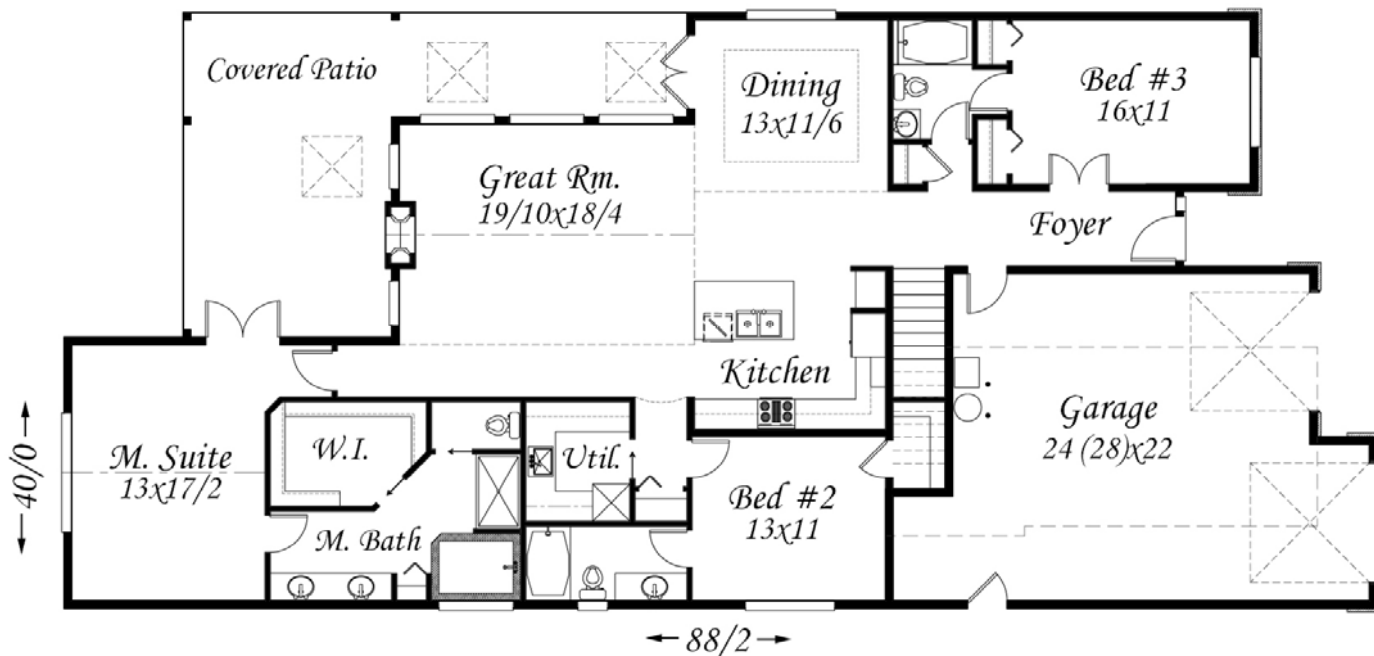 Covered Patio
Dining
13x11/6
Bed #3
16x11
Great Rm.
19/10x18/4
Foyer
Kitchen
Garage
24 (28)x22
M. Suite
13x17/2
W.I.
Util.
M. Bath
Bed #2
13x11
40/0
88/2